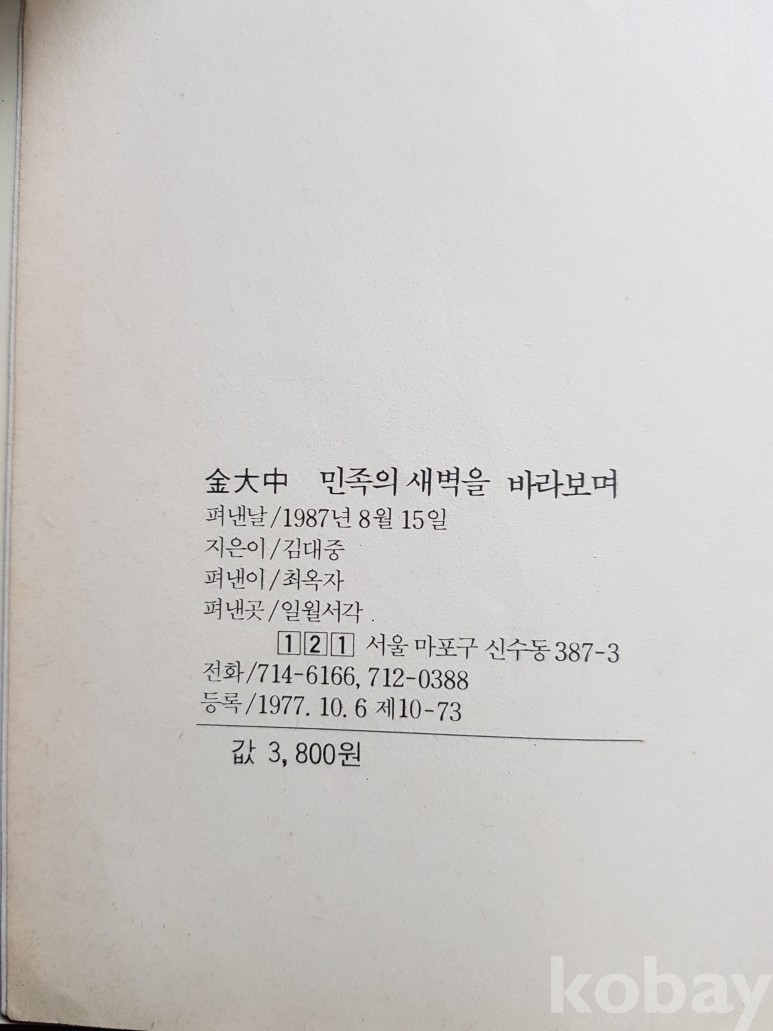 金大中 민족의 새벽을 바라보며
펴낸날/1987년 8월 15일
지은이/김대중
펴낸이/최옥자
펴낸곳/일월서각
121 서울 마포구 신수동 387-3
전화/714-6166, 712-0388
등록/1977. 10. 6 제10-73
값 3,800원
kobay